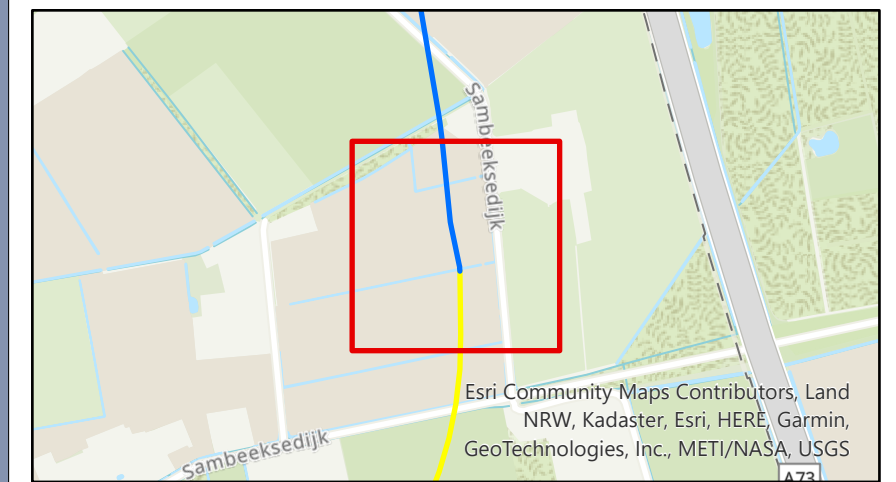 Sambeeksedijk
Esri Community Maps Contributors, Land
NRW, Kadaster, Esri, HERE, Garmin,
GeoTechnologies, Inc., METI/NASA, USGS
Sambeeksedijk
A73